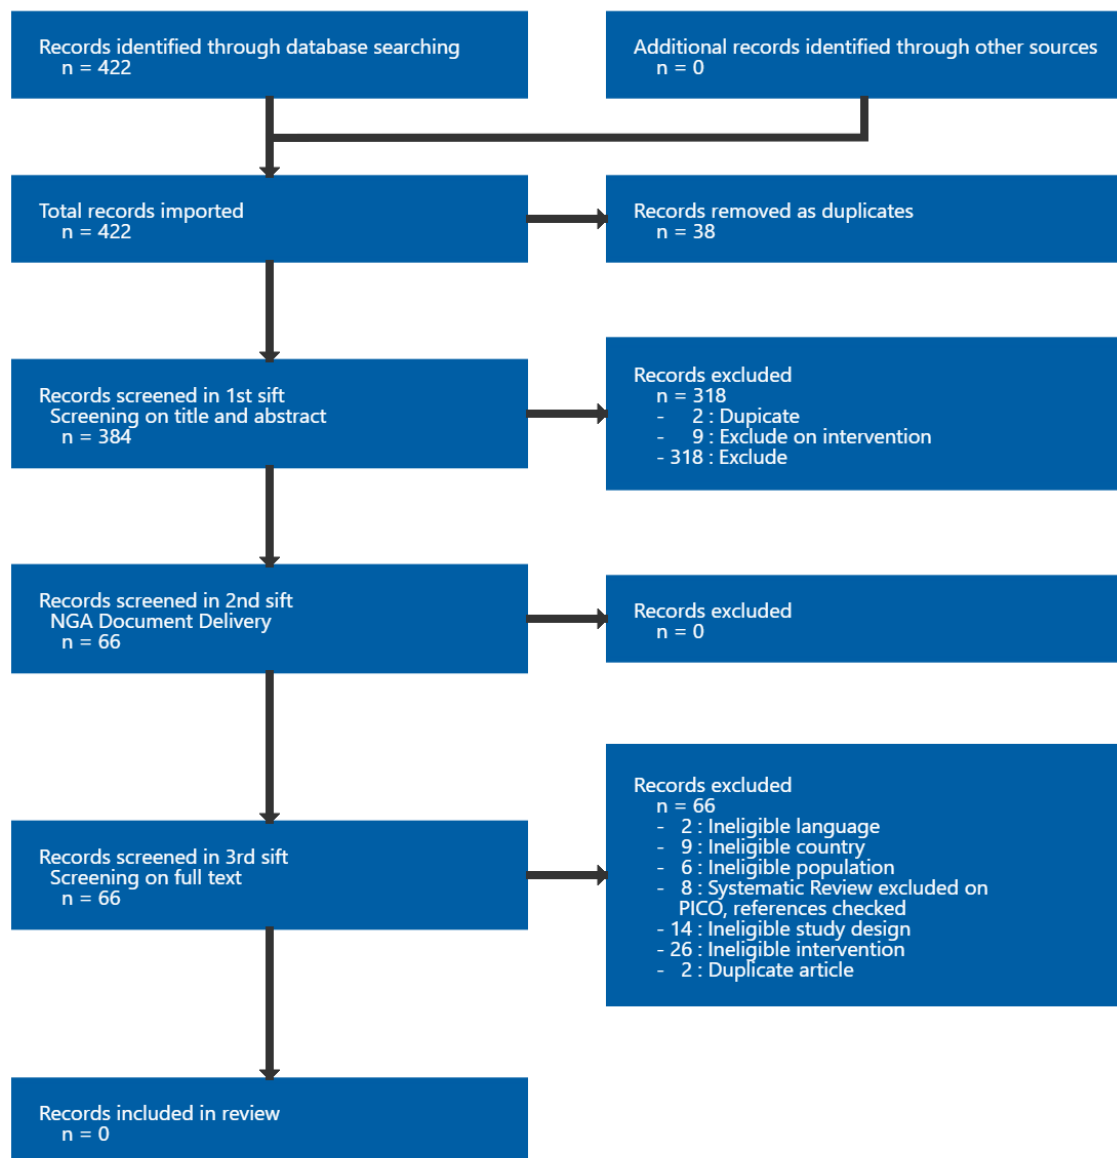 Records identified through database searching
n = 422
Additional records identified through other sources
n = 0
Total records imported
n = 422
Records removed as duplicates
n = 38
Records screened in 1st sift
Screening on title and abstract
n = 384
Records excluded
n = 318
- 2 : Dupicate
- 9 : Exclude on intervention
- 318 : Exclude
Records screened in 2nd sift
NGA Document Delivery
n = 66
Records excluded
n = 0
Records screened in 3rd sift
Screening on full text
n = 66
Records excluded
n = 66
- 2 : Ineligible language
- 9 : Ineligible country
- 6 : Ineligible population
- 8 : Systematic Review excluded on
PICO, references checked
- 14 : Ineligible study design
- 26 : Ineligible intervention
- 2 : Duplicate article
Records included in review
n = 0